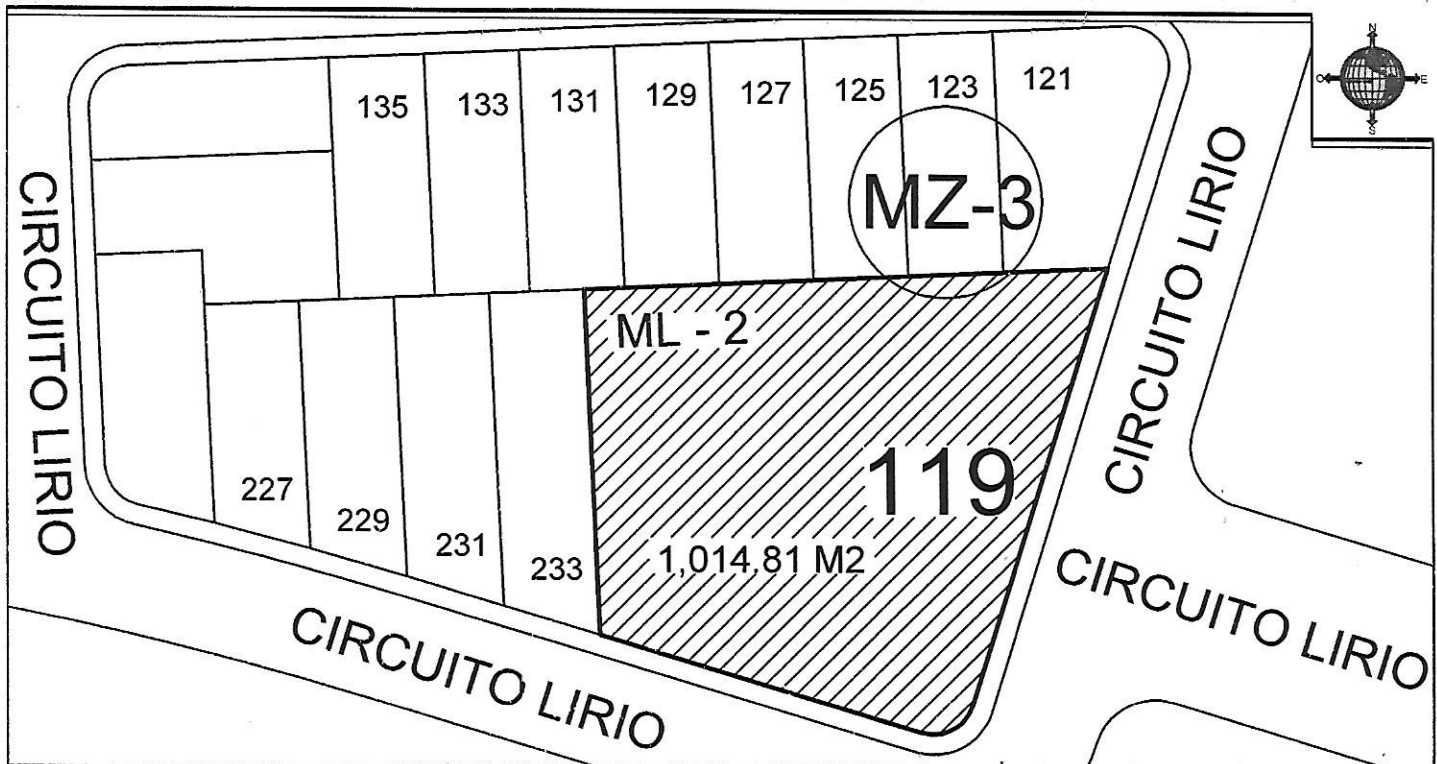 N
O
E
S
135
133
131
129
127
125
123
121
MZ-3
CIRCUITO LIRIO
CIRCUITO LIRIO
ML - 2
119
1,014.81 M2
227
229
231
233
CIRCUITO LIRIO
CIRCUITO LIRIO